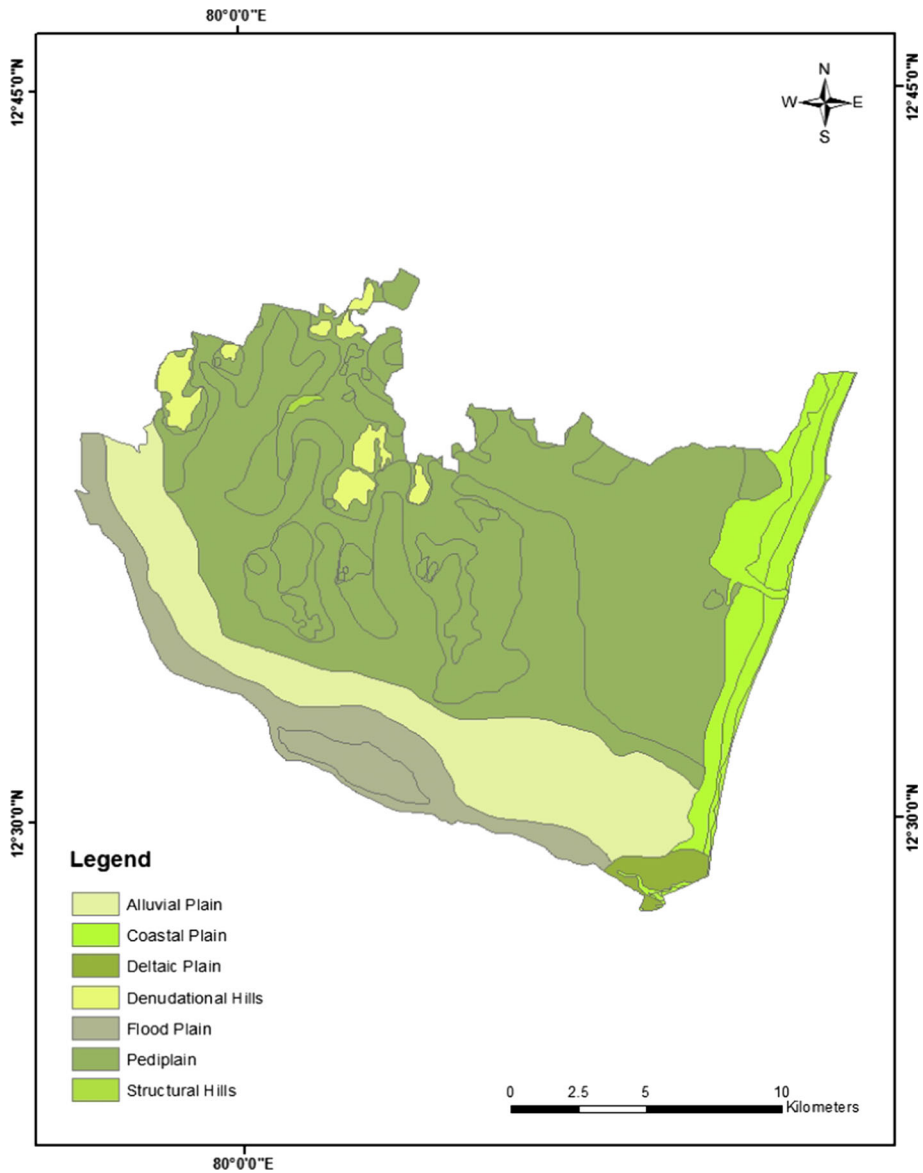 80°0'0"E
12°45'0"N
12°45'0"N
N
W E
S
12°30'0"N
12°30'0"N
Legend
Alluvial Plain
Coastal Plain
Deltaic Plain
Denudational Hills
Flood Plain
Pediplain
Structural Hills
0 2.5 5 10
Kilometers
80°0'0"E